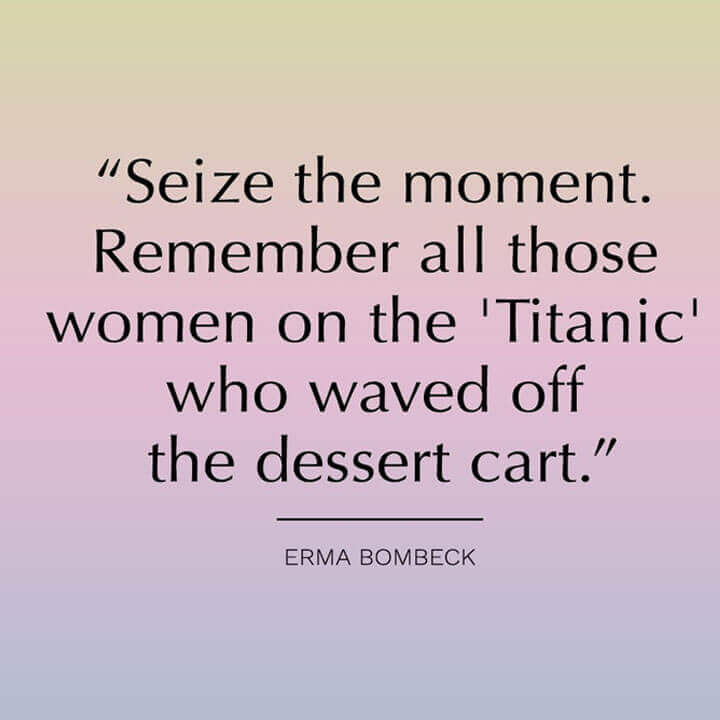 “Seize the moment.
Remember all those
women on the 'Titanic'
who waved off
the dessert cart.”
ERMA BOMBECK